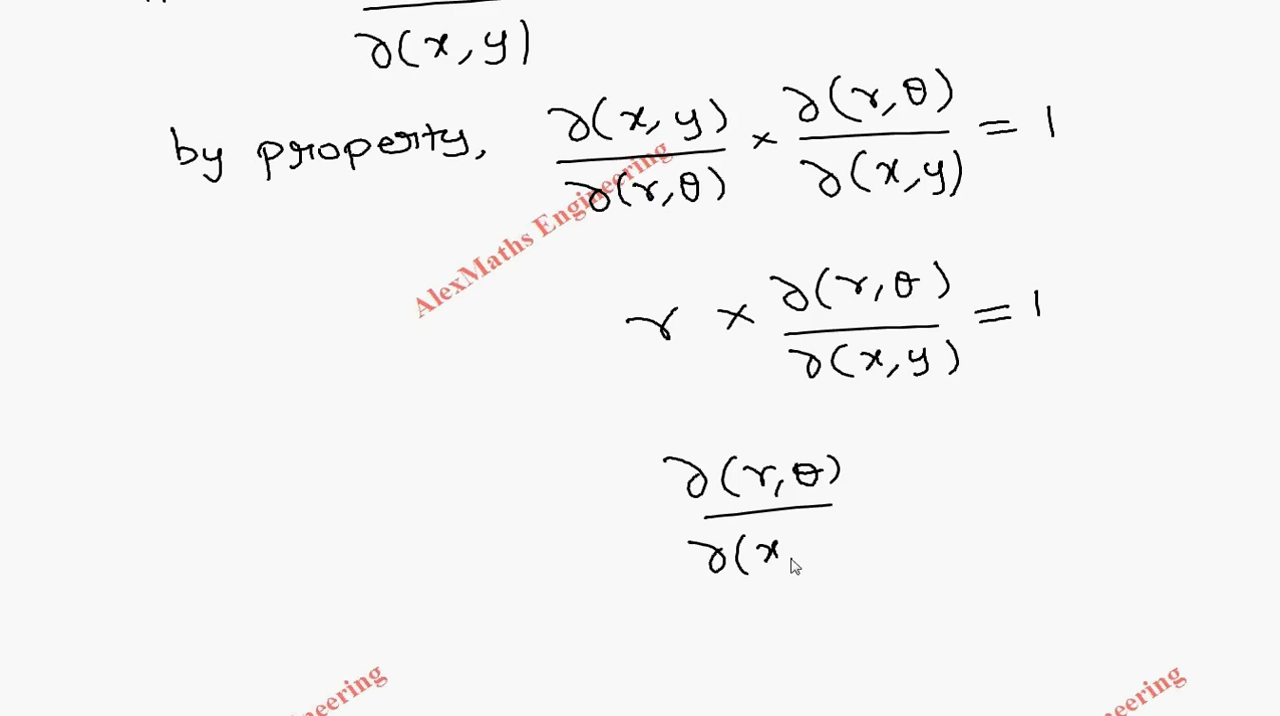 ∂(x, y)
by property, ∂(x, y)/∂(r, θ) × ∂(r, θ)/∂(x, y) = 1
AlexMaths Engineering
r × ∂(r, θ)/∂(x, y) = 1
∂(r, θ)/∂(x
eering
eering